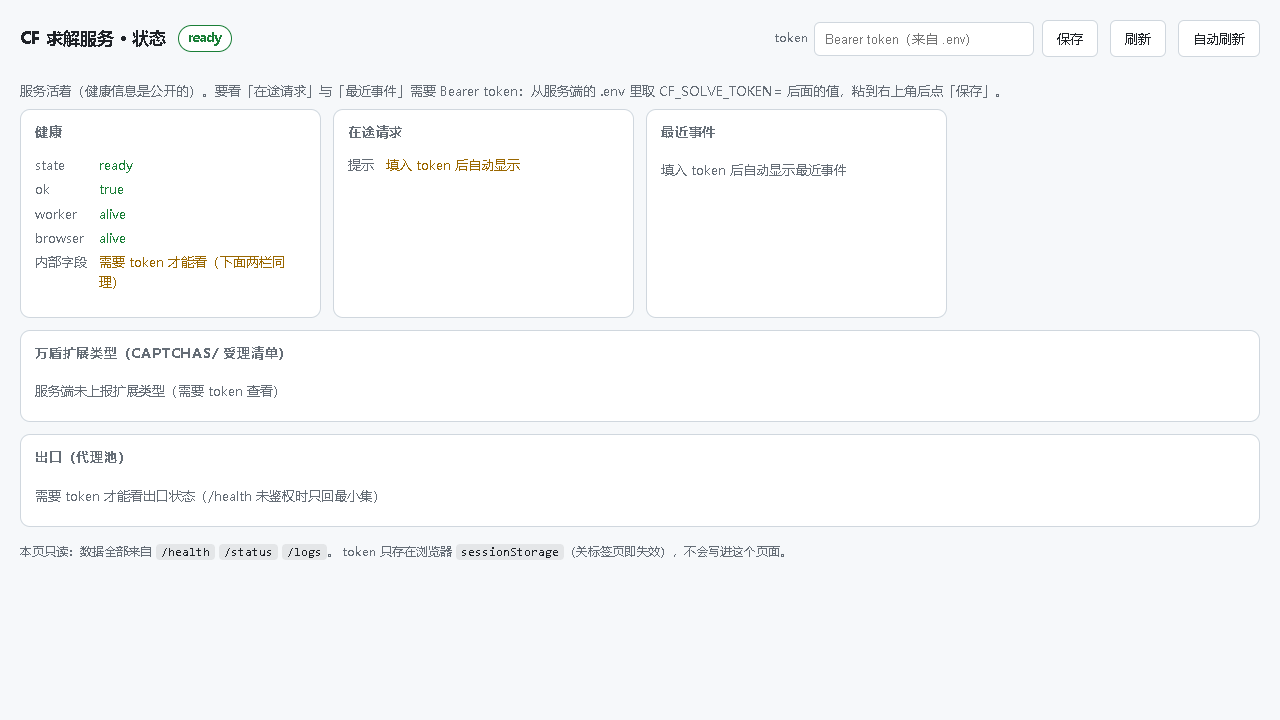 CF 求解服务 · 状态 ready token Bearer token（来自 .env） 保存 刷新 自动刷新
服务活着（健康信息是公开的）。要看「在途请求」与「最近事件」需要 Bearer token：从服务端的 .env 里取 CF_SOLVE_TOKEN= 后面的值，粘到右上角后点「保存」。
健康
state ready
ok true
worker alive
browser alive
内部字段 需要 token 才能看（下面两栏同
理）
在途请求
提示 填入 token 后自动显示
最近事件
填入 token 后自动显示最近事件
万盾扩展类型（CAPTCHAS/ 受理清单）
服务端未上报扩展类型（需要 token 查看）
出口（代理池）
需要 token 才能看出口状态（/health 未鉴权时只回最小集）
本页只读：数据全部来自 /health /status /logs。 token 只存在浏览器 sessionStorage（关标签页即失效），不会写进这个页面。